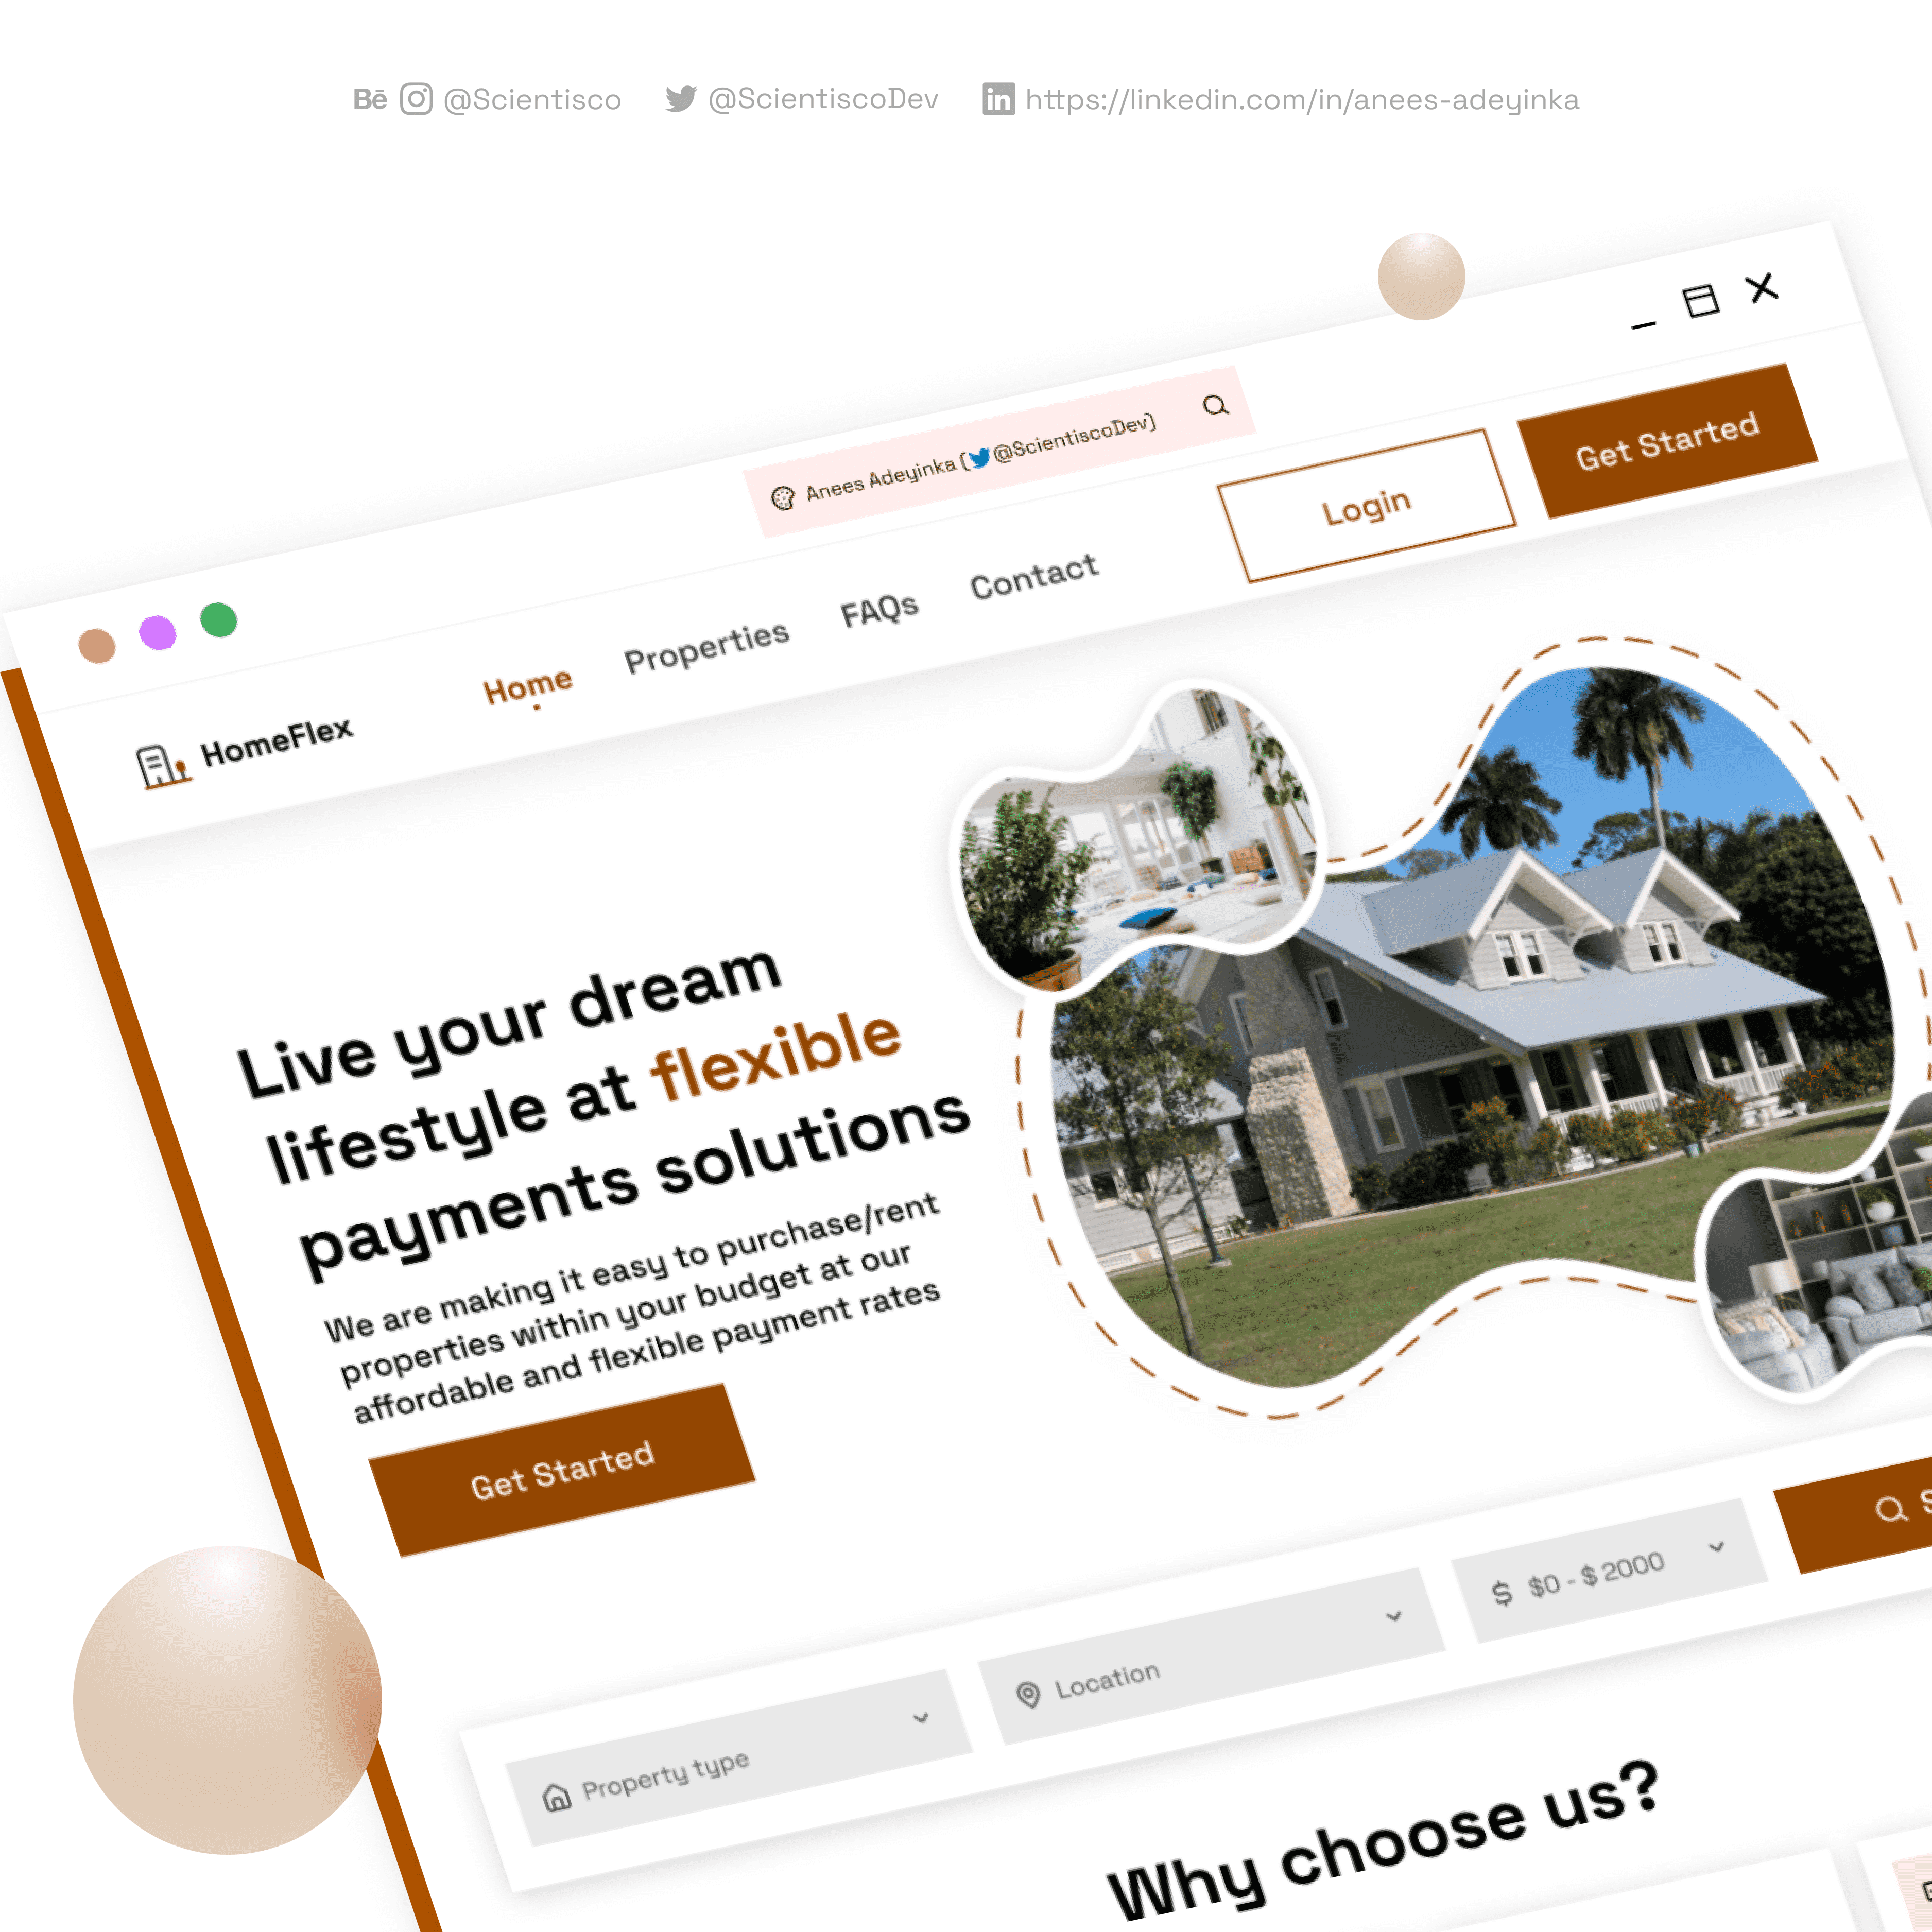 Bē @Scientisco @ScientiscoDev in https://linkedin.com/in/anees-adeyinka
Anees Adeyinka (@ScientiscoDev)
HomeFlex
Home
Properties
FAQs
Contact
Login
Get Started
Live your dream
lifestyle at flexible
payments solutions
We are making it easy to purchase/rent
properties within your budget at our
affordable and flexible payment rates
Get Started
Property type
Location
$ $0 - $ 2000
Why choose us?